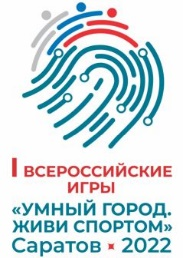 I ВСЕРОССИЙСКИЕ
ИГРЫ
«УМНЫЙ ГОРОД.
ЖИВИ СПОРТОМ»
Саратов • 2022